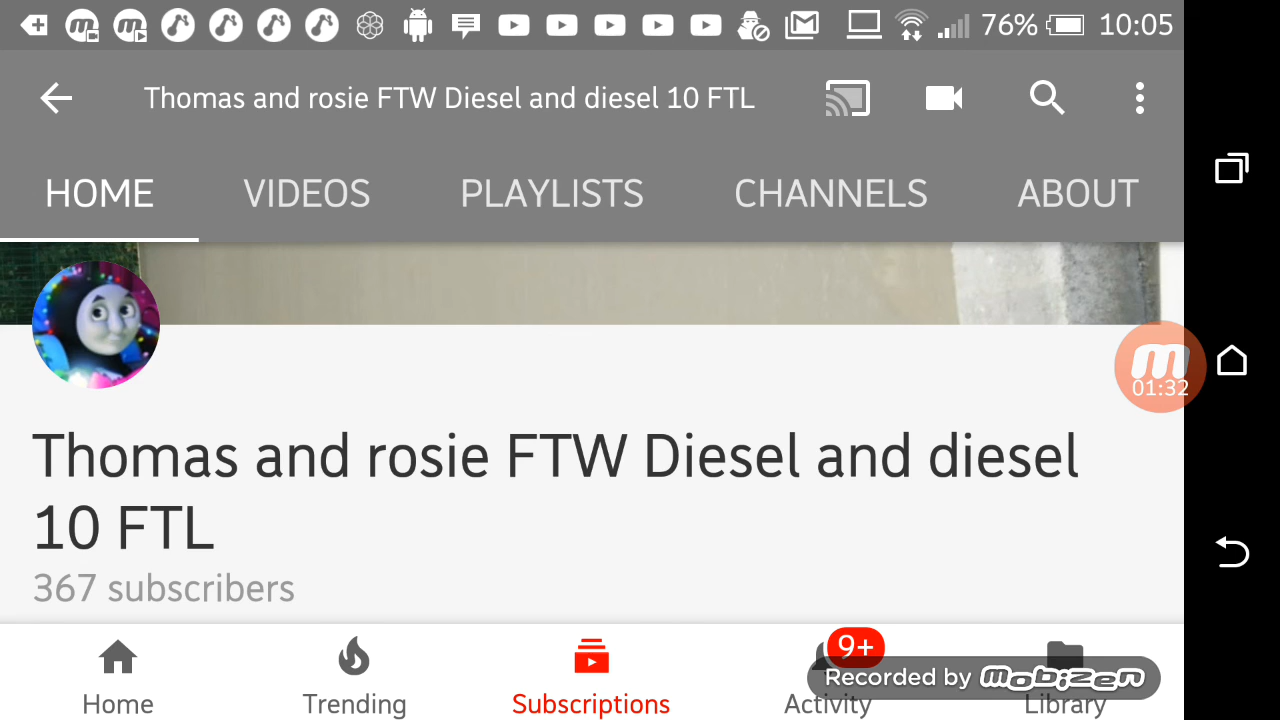 76% 10:05
Thomas and rosie FTW Diesel and diesel 10 FTL
HOME VIDEOS PLAYLISTS CHANNELS ABOUT
01:32
Thomas and rosie FTW Diesel and diesel
10 FTL
367 subscribers
9+
Recorded by mobizen
Home Trending Subscriptions Activity Library